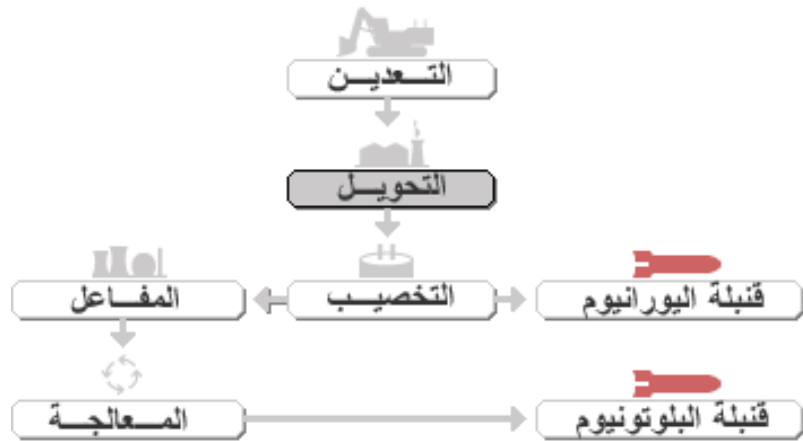 التعدين
التحويل
قنبلة اليورانيوم
التخصيب
المفاعل
قنبلة البلوتونيوم
المعالجة